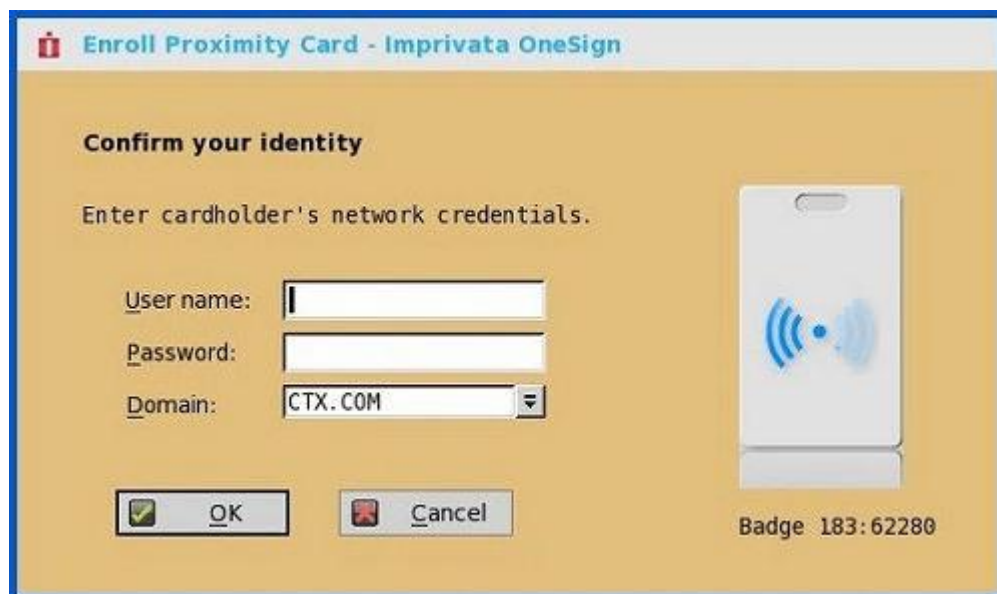 Enroll Proximity Card - Imprivata OneSign
Confirm your identity
Enter cardholder's network credentials.
User name:
Password:
Domain: CTX.COM
OK Cancel
Badge 183:62280